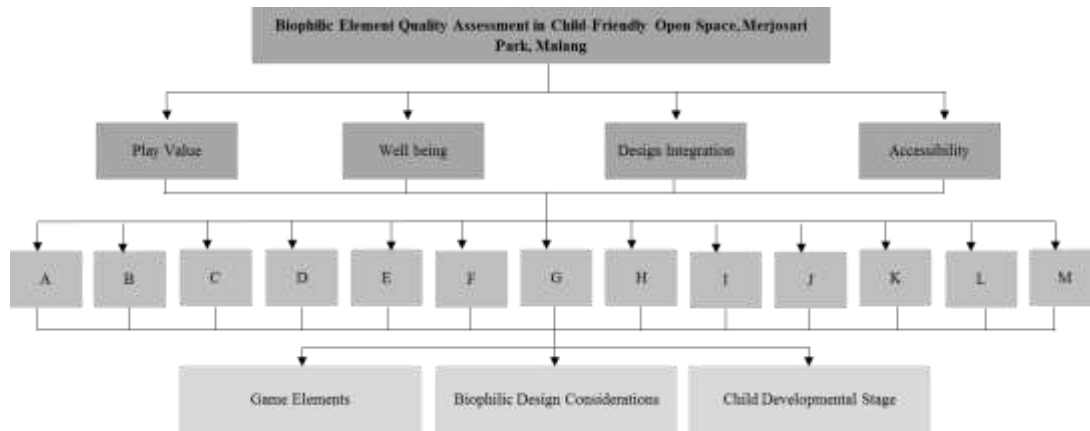 Biophilic Element Quality Assessment in Child-Friendly Open Space, Merjosari
Park, Malang
Play Value
Well being
Design Integration
Accessibility
A
B
C
D
E
F
G
H
I
J
K
L
M
Game Elements
Biophilic Design Considerations
Child Developmental Stage